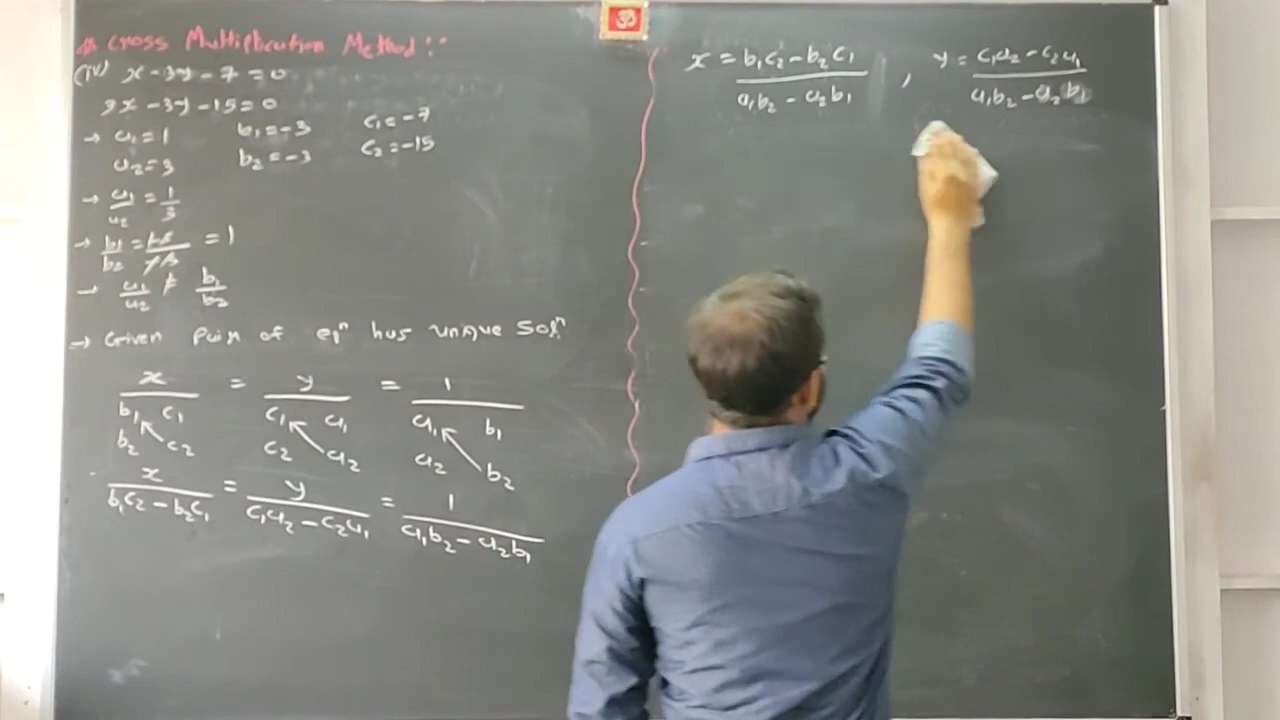 # Cross Multiplication Method :-
(iv) x - 3y - 7 = 0
3x - 3y - 15 = 0
→ a₁ = 1 b₁ = -3 c₁ = -7
a₂ = 3 b₂ = -3 c₂ = -15
→ a₁/a₂ = 1/3
→ b₁/b₂ = -3/-3 = 1
→ a₁/a₂ ≠ b₁/b₂
→ Given pair of eqⁿ has unique solⁿ.
x/ = y/ = 1/
b₁ c₁ c₁ a₁ a₁ b₁
b₂ c₂ c₂ a₂ a₂ b₂
x/(b₁c₂ - b₂c₁) = y/(c₁a₂ - c₂a₁) = 1/(a₁b₂ - a₂b₁)
ॐ
x = (b₁c₂ - b₂c₁)/(a₁b₂ - a₂b₁) , y = (c₁a₂ - c₂a₁)/(a₁b₂ - a₂b₁)